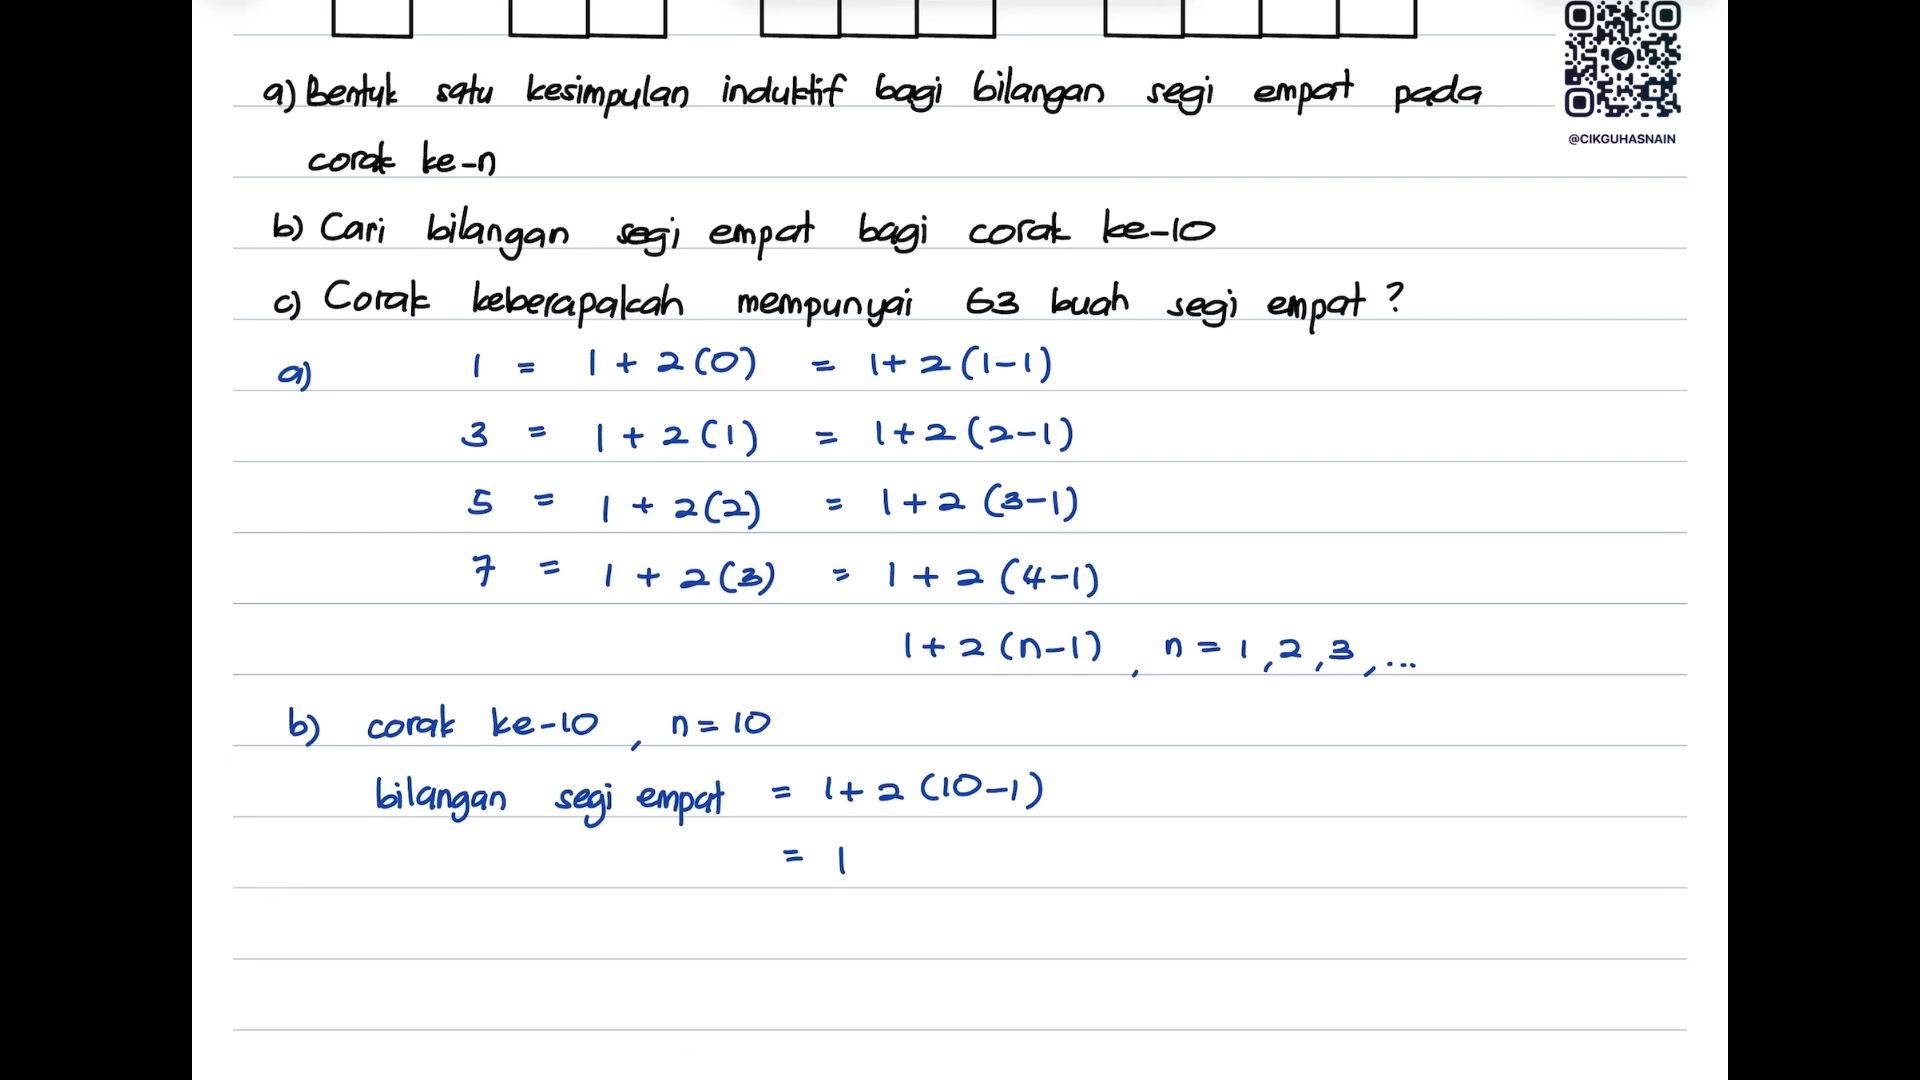 @CIKGUHASNAIN
a) Bentuk satu kesimpulan induktif bagi bilangan segi empat pada
corak ke-n
b) Cari bilangan segi empat bagi corak ke-10
c) Corak keberapakah mempunyai 63 buah segi empat ?
a) 1 = 1 + 2(0) = 1+ 2 (1-1)
3 = 1 + 2(1) = 1+2 (2-1)
5 = 1 + 2(2) = 1+2 (3-1)
7 = 1 + 2(3) = 1 + 2 (4-1)
1+ 2 (n-1) , n = 1, 2, 3, ...
b) corak ke-10 , n = 10
bilangan segi empat = 1+ 2 (10-1)
= 1